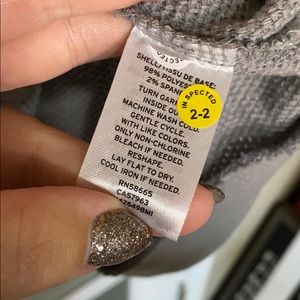 SHELL/TISSU DE BASE:
98% POLYES
2% SPAN
TURN GAR
INSIDE OU
MACHINE WASH COLD
GENTLE CYCLE.
WITH LIKE COLORS.
ONLY NON-CHLORINE
BLEACH IF NEEDED.
RESHAPE.
LAY FLAT TO DRY.
COOL IRON IF NEEDED.
RN58665
CA57963
INSPECTED
2-2